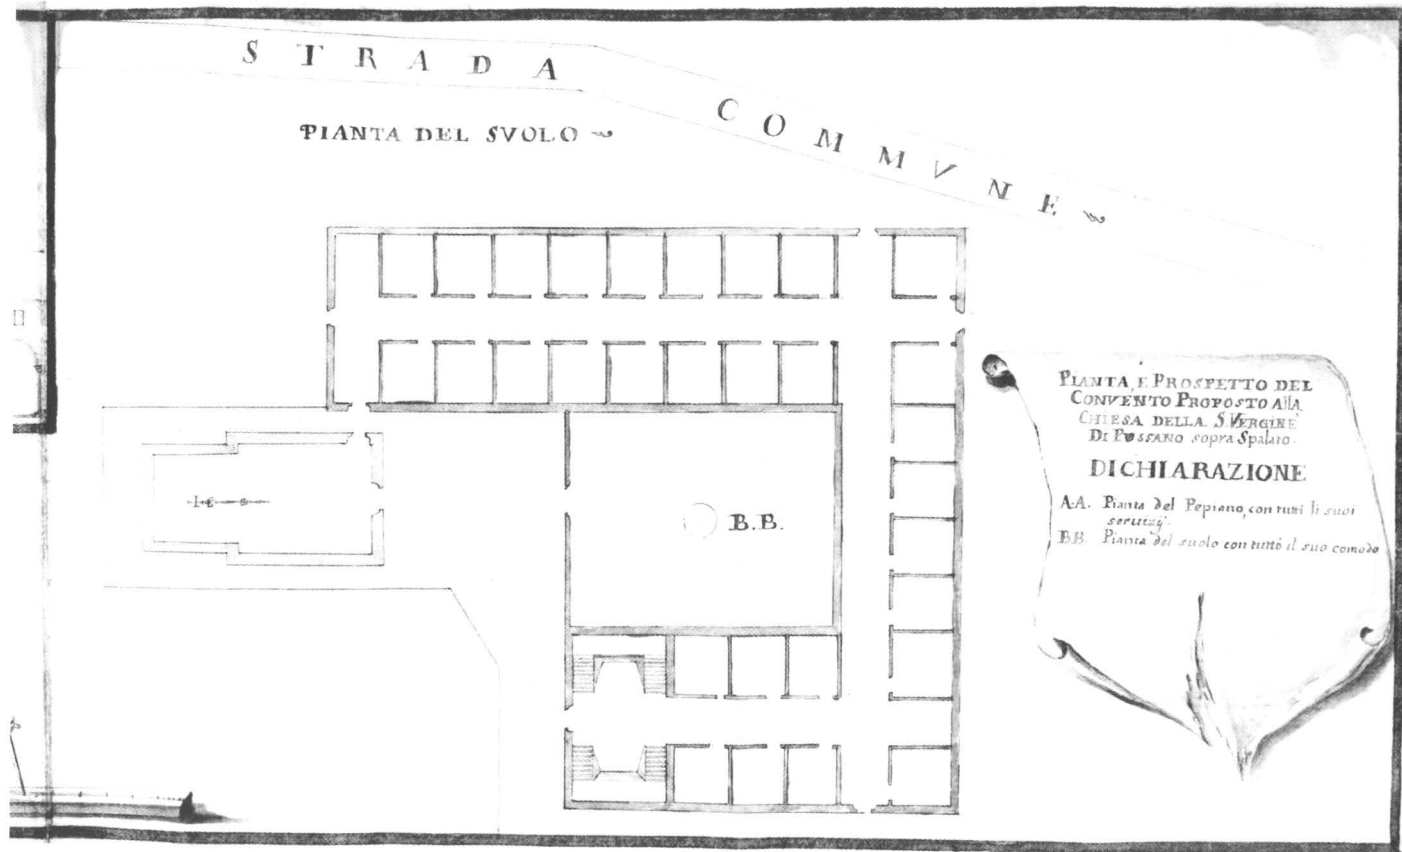 STRADA COMMVNE
PIANTA DEL SVOLO
B.B.
PIANTA, E PROSPETTO DEL
CONVENTO PROPOSTO AllA
CHIESA DELLA S. VERGINE
DI POSSANO sopra Spalato.
DICHIARAZIONE
A.A. Pianta del Pepiano, con tutti li suoi
seruizÿ.
B.B. Pianta del suolo con tutto il suo comodo